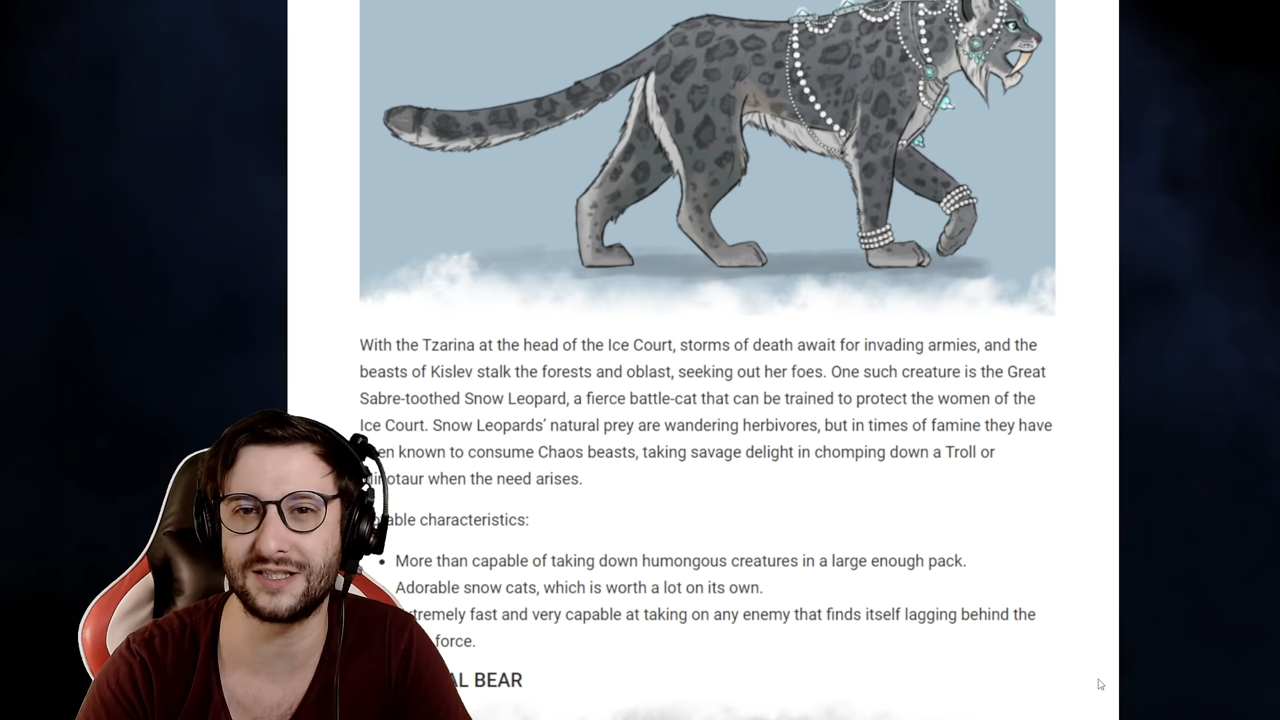 With the Tzarina at the head of the Ice Court, storms of death await for invading armies, and the
beasts of Kislev stalk the forests and oblast, seeking out her foes. One such creature is the Great
Sabre-toothed Snow Leopard, a fierce battle-cat that can be trained to protect the women of the
Ice Court. Snow Leopards' natural prey are wandering herbivores, but in times of famine they have
en known to consume Chaos beasts, taking savage delight in chomping down a Troll or
inotaur when the need arises.
able characteristics:
• More than capable of taking down humongous creatures in a large enough pack.
Adorable snow cats, which is worth a lot on its own.
xtremely fast and very capable at taking on any enemy that finds itself lagging behind the
force.
AL BEAR